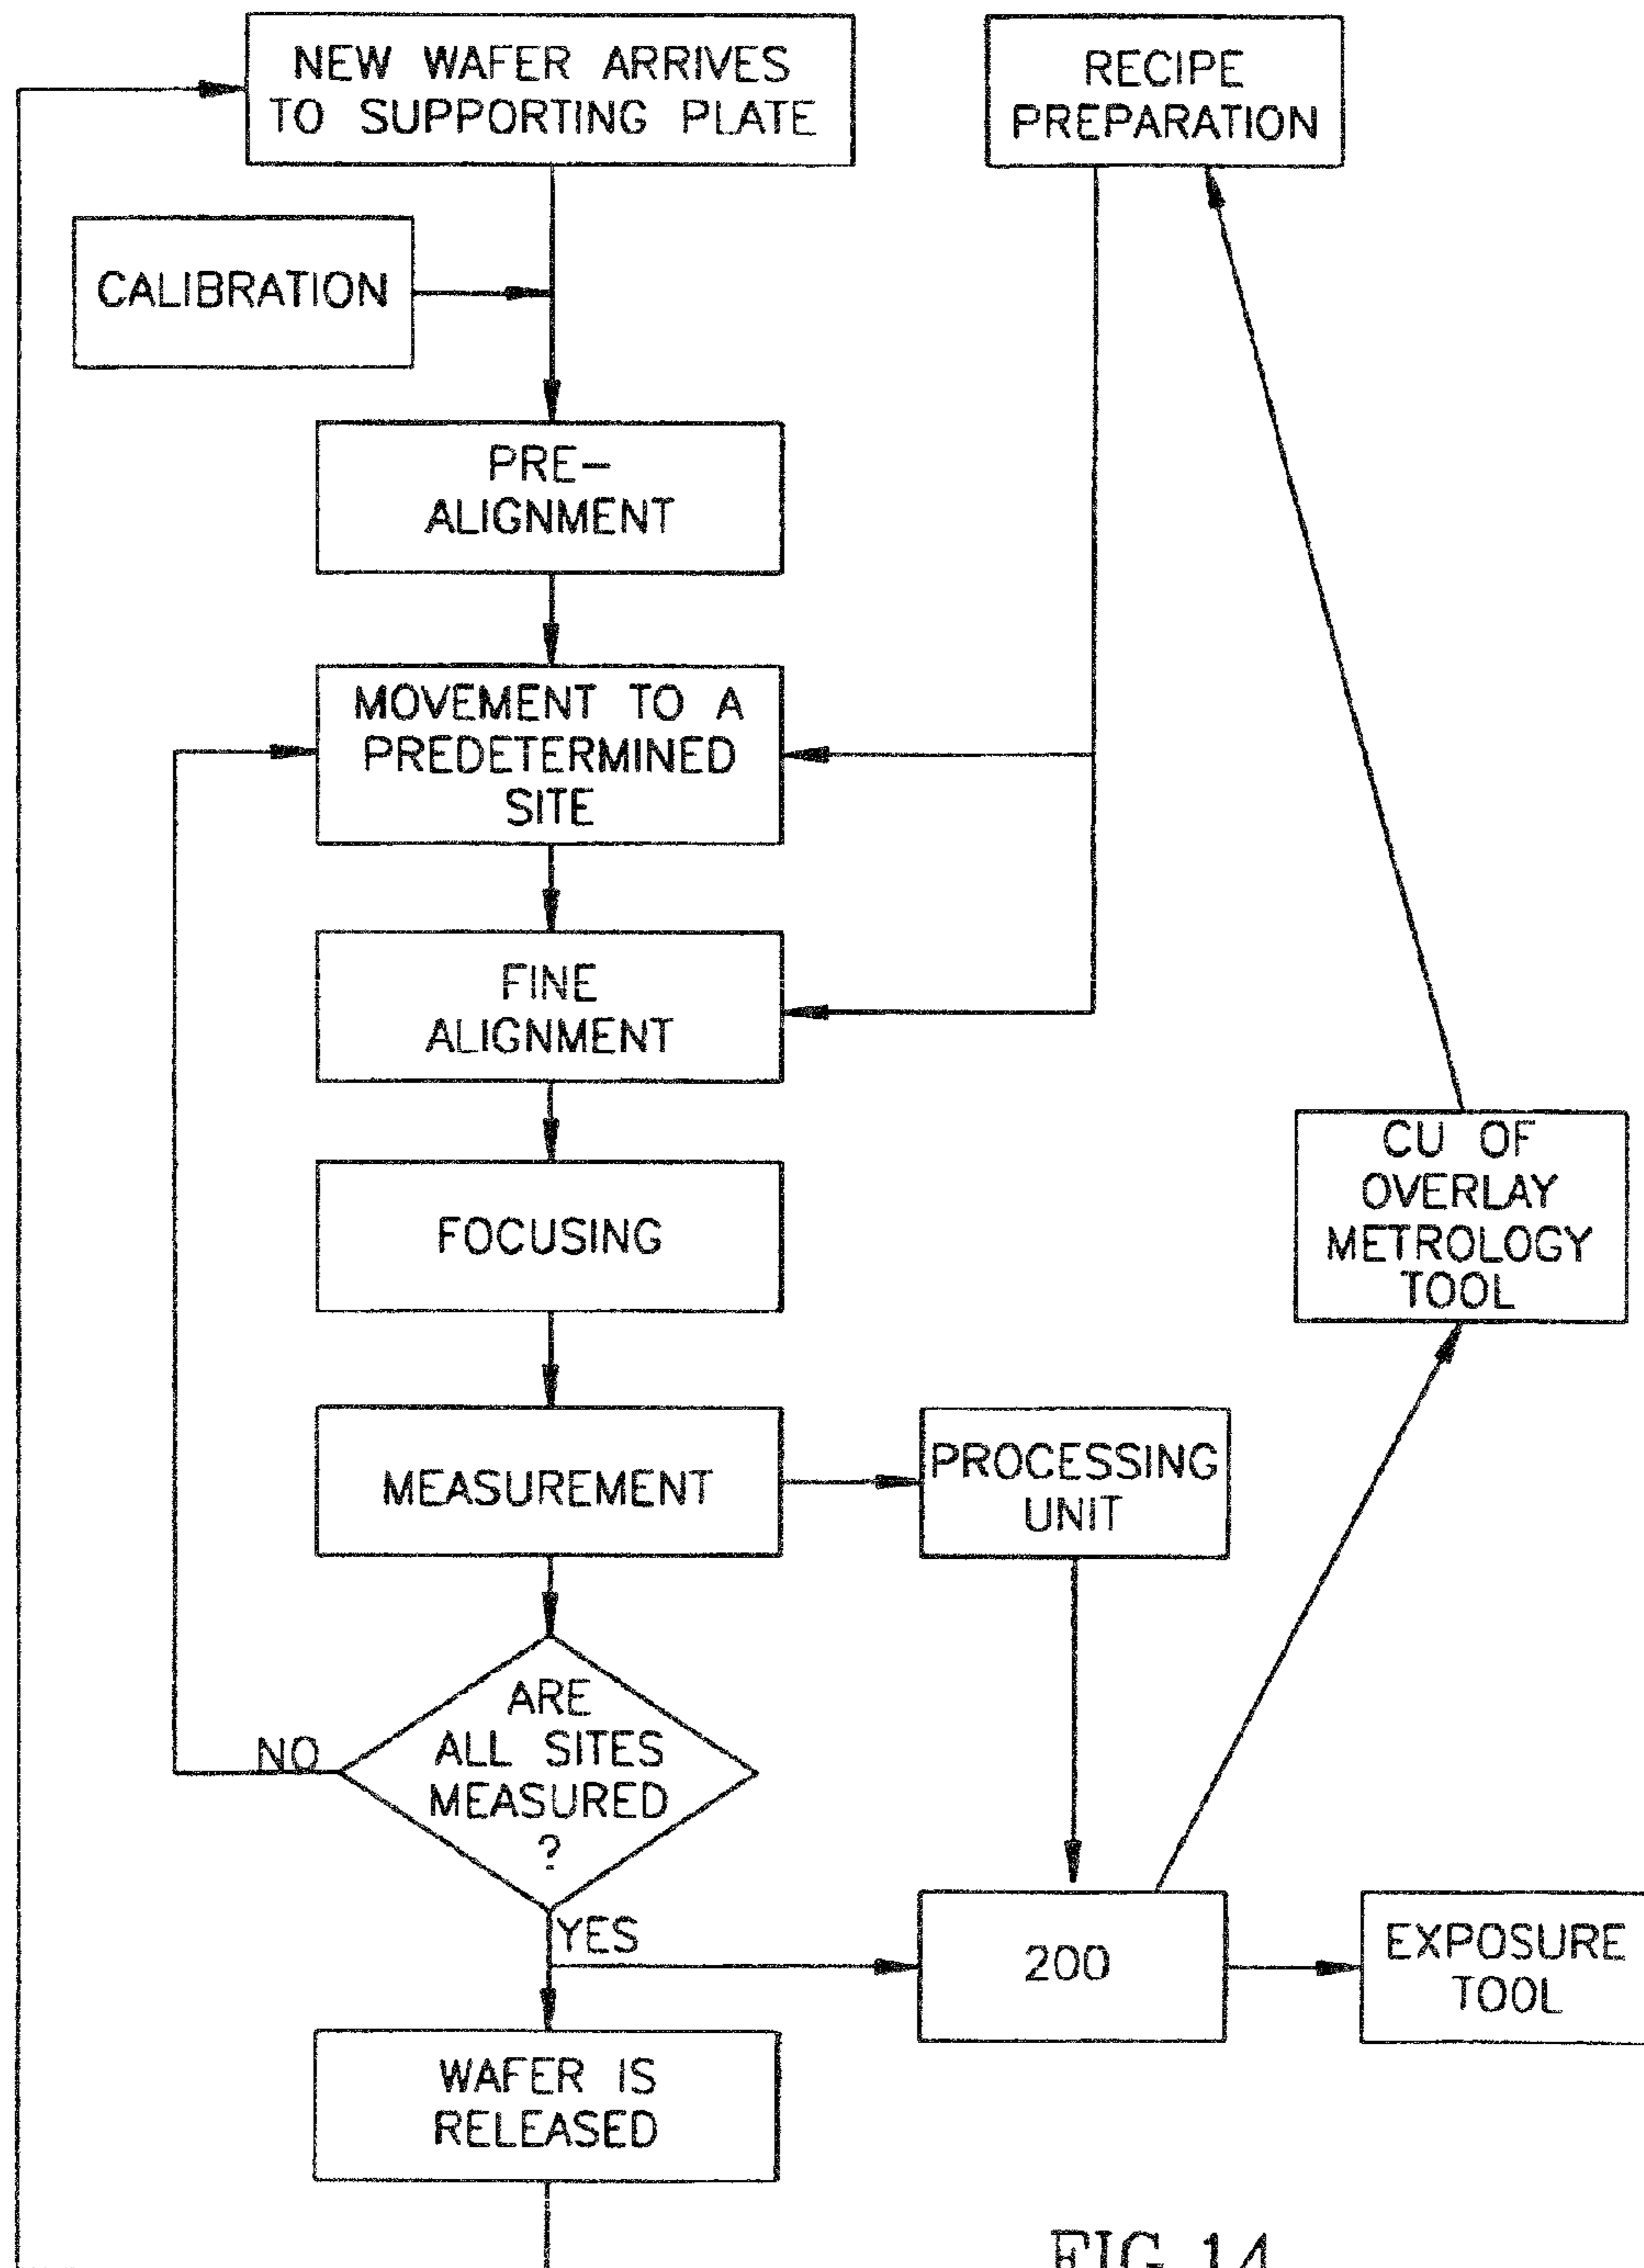 NEW WAFER ARRIVES
TO SUPPORTING PLATE
RECIPE
PREPARATION
CALIBRATION
PRE-
ALIGNMENT
MOVEMENT TO A
PREDETERMINED
SITE
FINE
ALIGNMENT
CU OF
OVERLAY
METROLOGY
TOOL
FOCUSING
MEASUREMENT
PROCESSING
UNIT
ARE
ALL SITES
MEASURED
?
NO
YES
200
EXPOSURE
TOOL
WAFER IS
RELEASED
FIG. 14